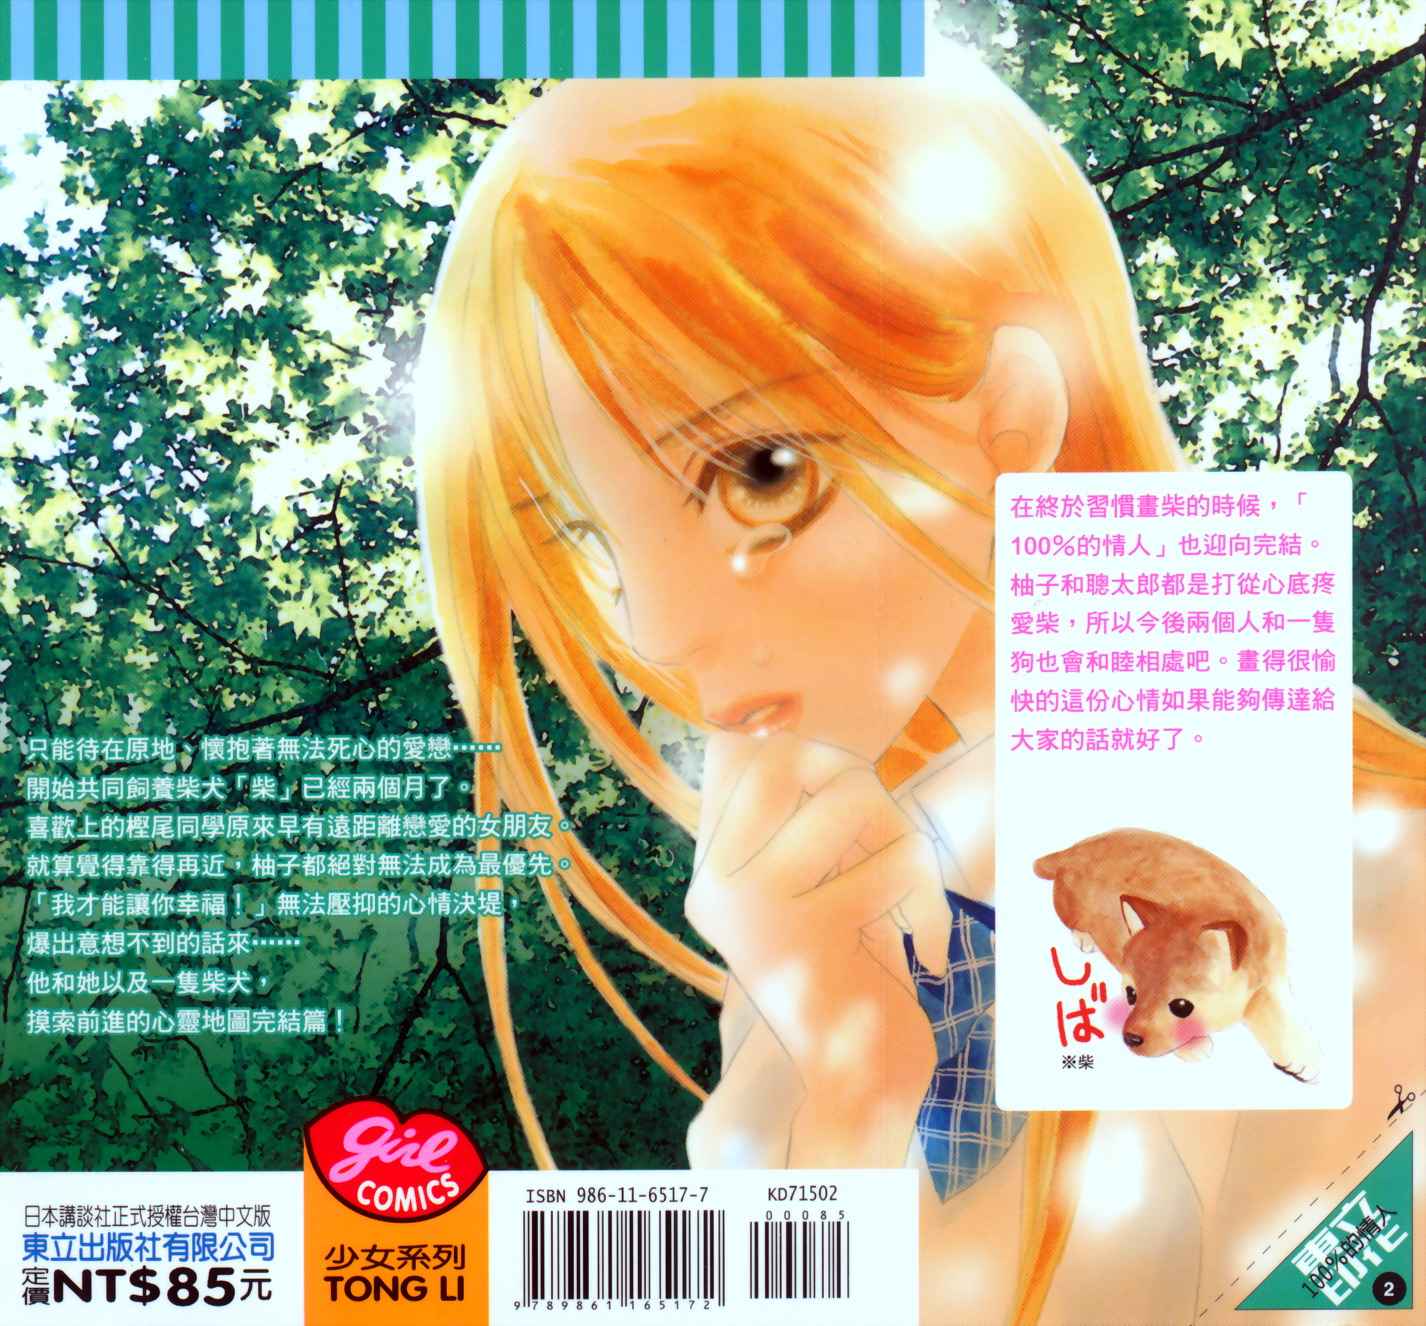 在終於習慣畫柴的時候，「
100％的情人」也迎向完結。
柚子和聰太郎都是打從心底疼
愛柴，所以今後兩個人和一隻
狗也會和睦相處吧。畫得很愉
快的這份心情如果能夠傳達給
大家的話就好了。
しば
※柴
只能待在原地、懷抱著無法死心的愛戀⋯⋯
開始共同飼養柴犬「柴」已經兩個月了。
喜歡上的樫尾同學原來早有遠距離戀愛的女朋友。
就算覺得靠得再近，柚子都絕對無法成為最優先。
「我才能讓你幸福！」無法壓抑的心情決堤，
爆出意想不到的話來⋯⋯
他和她以及一隻柴犬，
摸索前進的心靈地圖完結篇！
日本講談社正式授權台灣中文版
東立出版社有限公司
定價NT$85元
girl
COMICS
少女系列
TONG LI
ISBN 986-11-6517-7
9789861165172
KD71502
00085
東立
印花
100％的情人
2